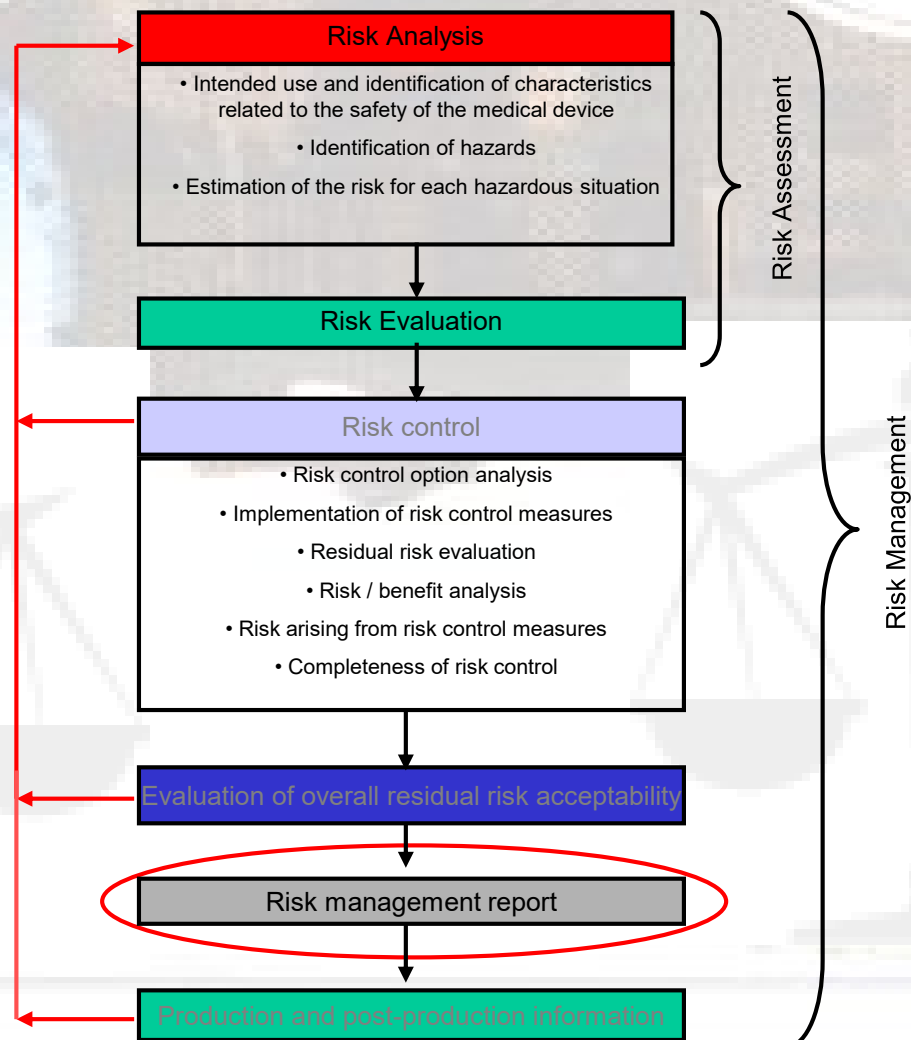 Risk Analysis
• Intended use and identification of characteristics
related to the safety of the medical device
• Identification of hazards
• Estimation of the risk for each hazardous situation
Risk Evaluation
Risk Assessment
Risk control
• Risk control option analysis
• Implementation of risk control measures
• Residual risk evaluation
• Risk / benefit analysis
• Risk arising from risk control measures
• Completeness of risk control
Risk Management
Evaluation of overall residual risk acceptability
Risk management report
Production and post-production information